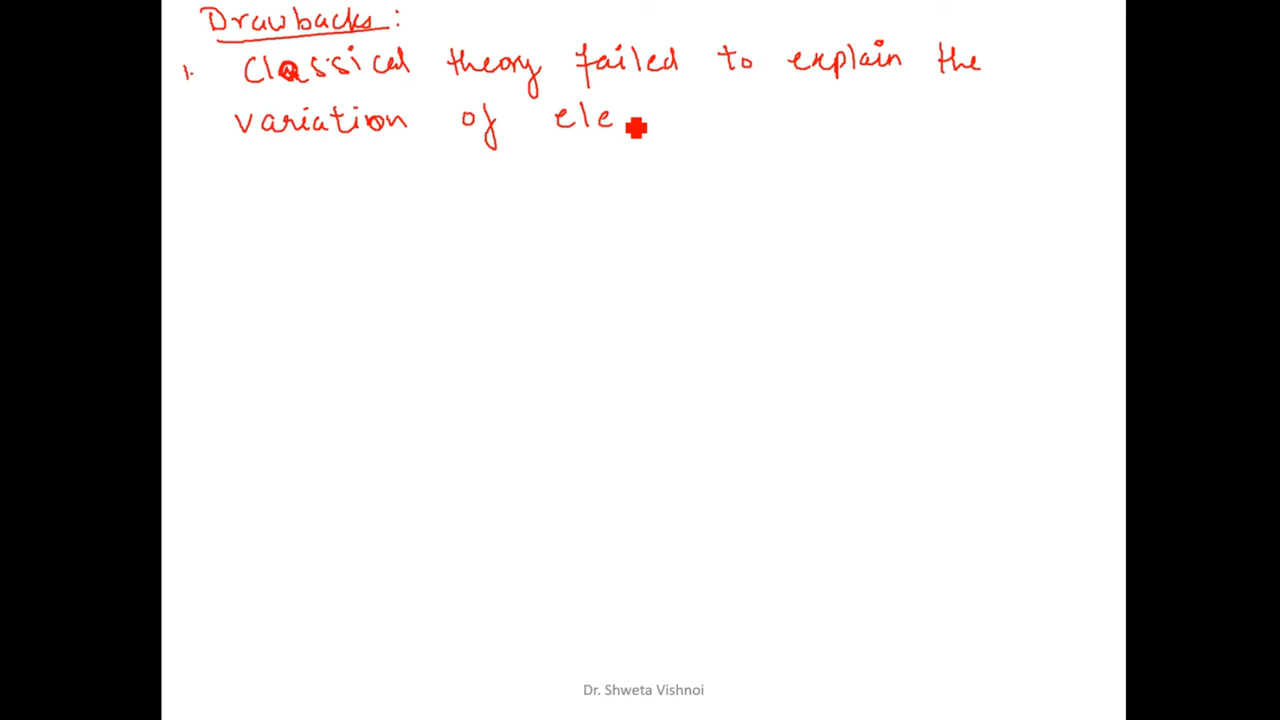 Drawbacks:
1. Classical theory failed to explain the
variation of ele
Dr. Shweta Vishnoi